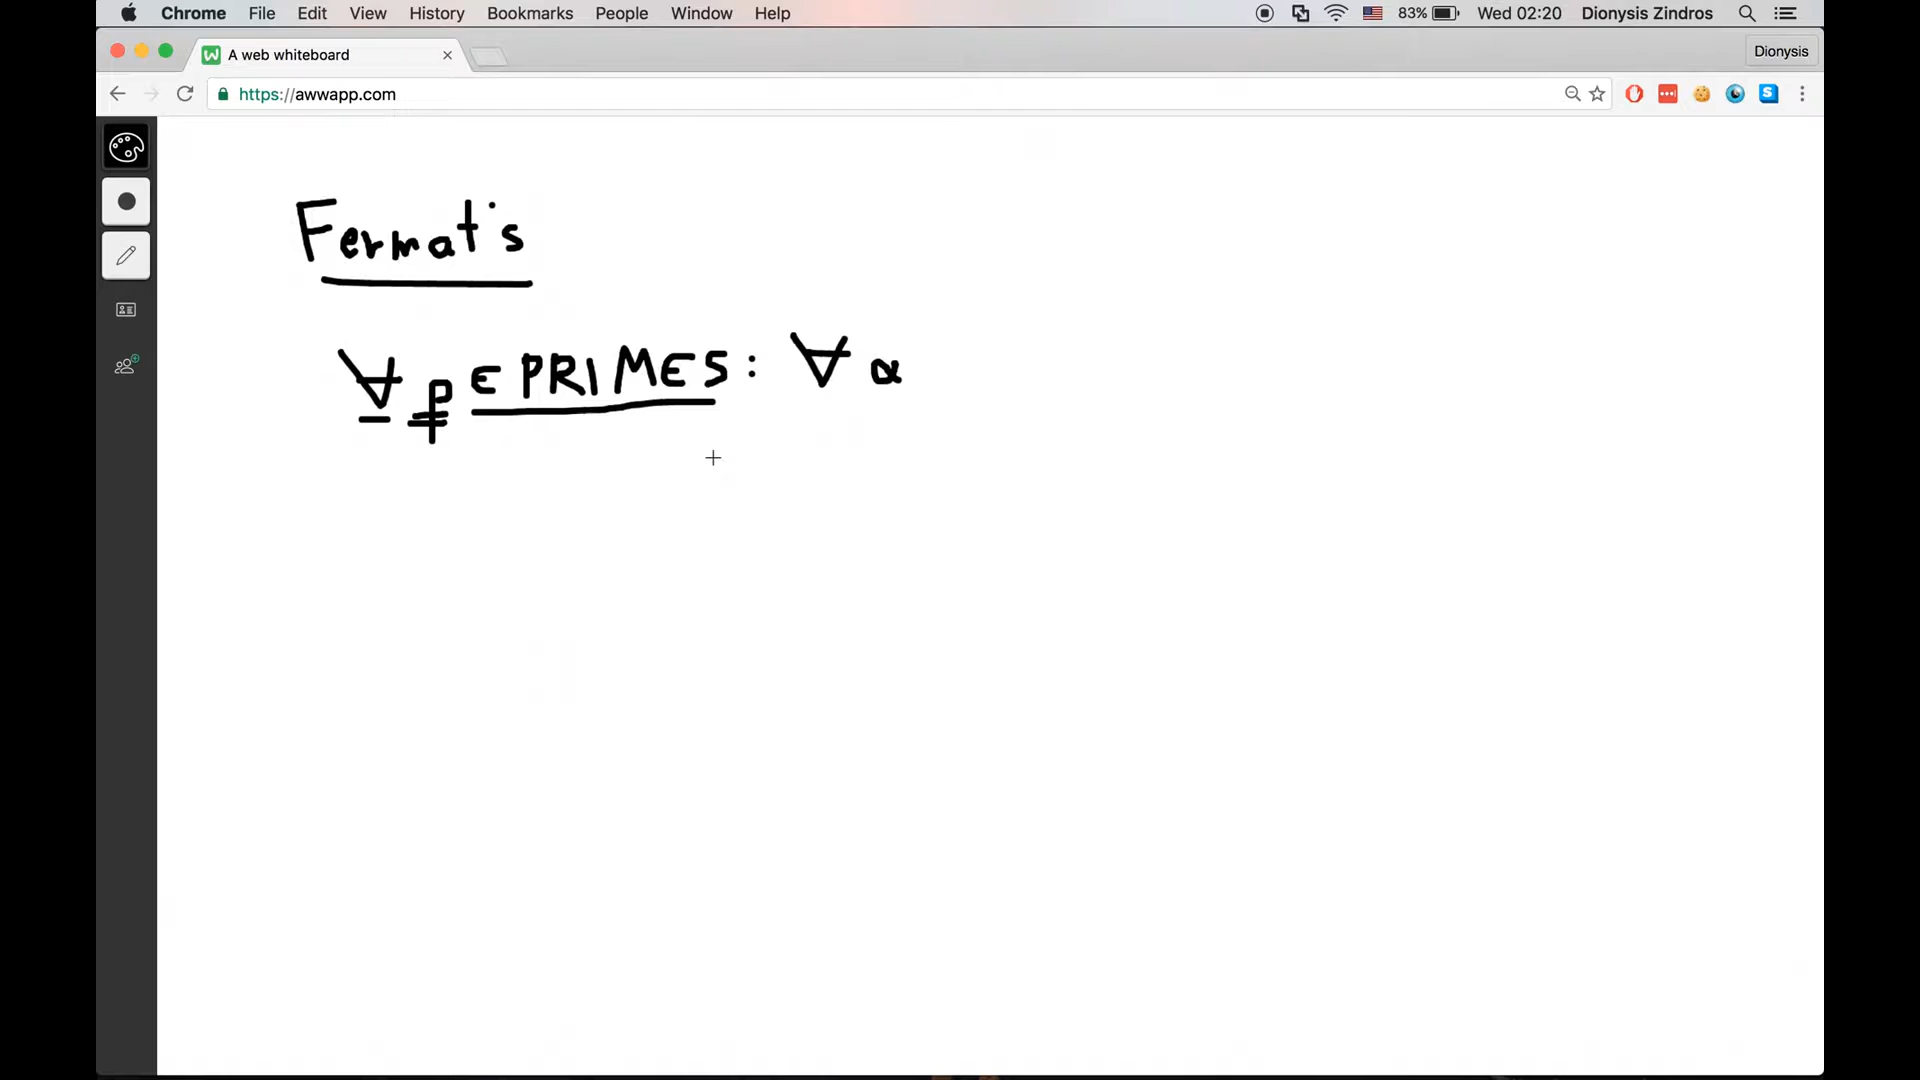 Chrome File Edit View History Bookmarks People Window Help 83% Wed 02:20 Dionysis Zindros
A web whiteboard
Dionysis
https://awwapp.com
Fermat's
∀ p ∈ PRIMES: ∀ α